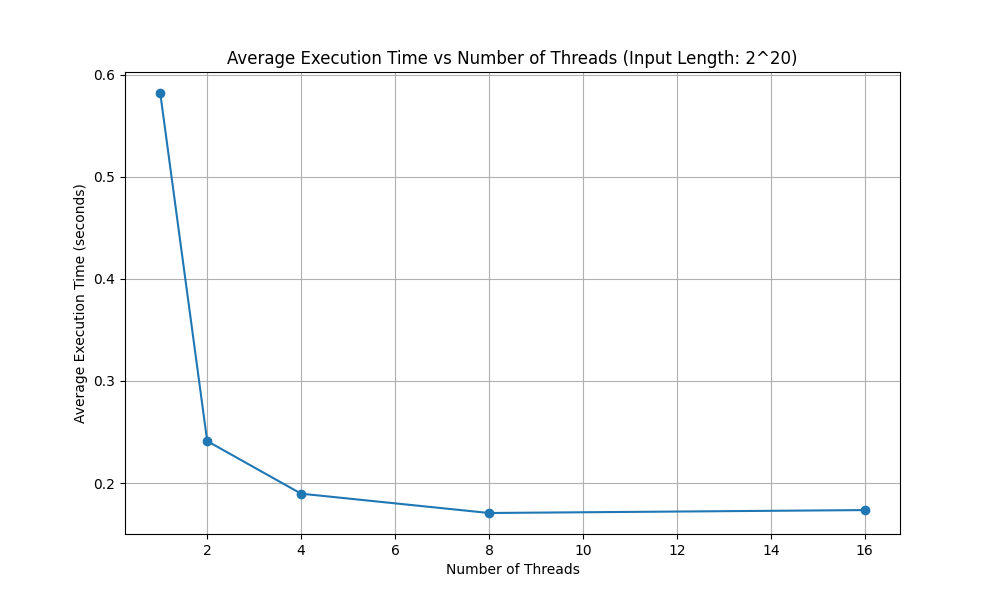 Average Execution Time vs Number of Threads (Input Length: 2^20)
0.6
0.5
0.4
0.3
0.2
Average Execution Time (seconds)
2 4 6 8 10 12 14 16
Number of Threads